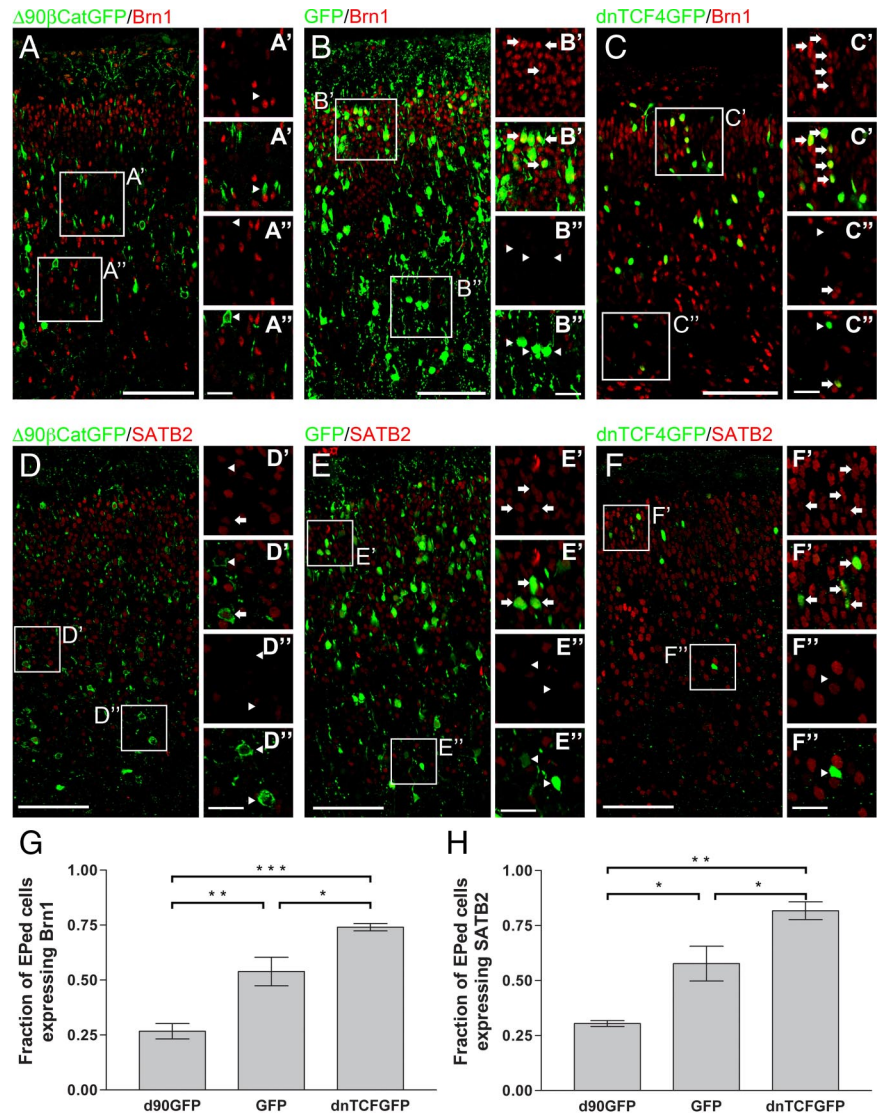 Δ90βCatGFP/Brn1
GFP/Brn1
dnTCF4GFP/Brn1
A
A'
A''
A'
A'
A''
A''
B
B'
B''
B'
B'
B''
B''
C
C'
C''
C'
C'
C''
C''
Δ90βCatGFP/SATB2
GFP/SATB2
dnTCF4GFP/SATB2
D
D'
D''
D'
D'
D''
D''
E
E'
E''
E'
E'
E''
E''
F
F'
F''
F'
F'
F''
F''
G
Fraction of EPed cells
expressing Brn1
1.00
0.75
0.50
0.25
0.00
* * *
* *
*
d90GFP GFP dnTCFGFP
H
Fraction of EPed cells
expressing SATB2
1.00
0.75
0.50
0.25
0.00
* *
*
*
d90GFP GFP dnTCFGFP